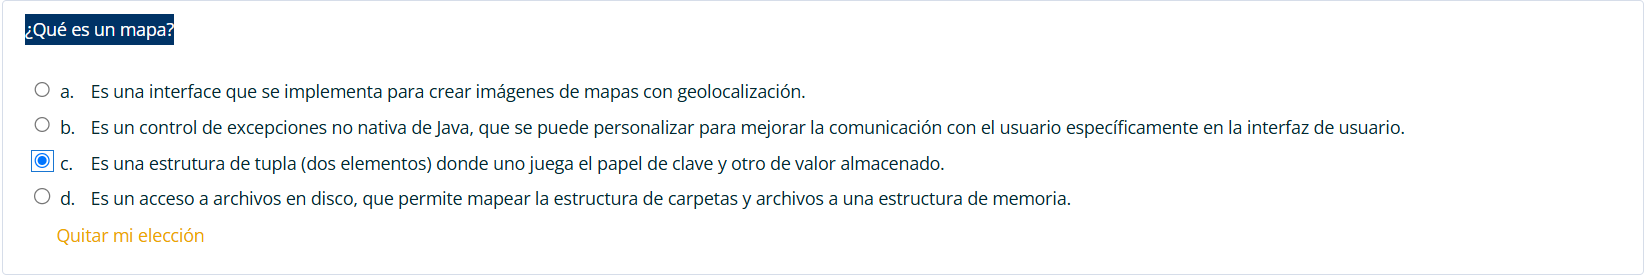 ¿Qué es un mapa?
a. Es una interface que se implementa para crear imágenes de mapas con geolocalización.
b. Es un control de excepciones no nativa de Java, que se puede personalizar para mejorar la comunicación con el usuario específicamente en la interfaz de usuario.
c. Es una estrutura de tupla (dos elementos) donde uno juega el papel de clave y otro de valor almacenado.
d. Es un acceso a archivos en disco, que permite mapear la estructura de carpetas y archivos a una estructura de memoria.
Quitar mi elección